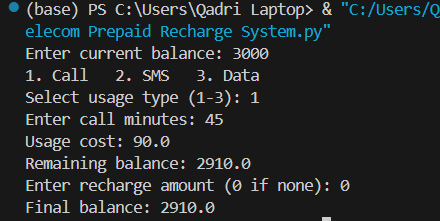 (base) PS C:\Users\Qadri Laptop> & "C:/Users/Q
elecom Prepaid Recharge System.py"
Enter current balance: 3000
1. Call   2. SMS   3. Data
Select usage type (1-3): 1
Enter call minutes: 45
Usage cost: 90.0
Remaining balance: 2910.0
Enter recharge amount (0 if none): 0
Final balance: 2910.0